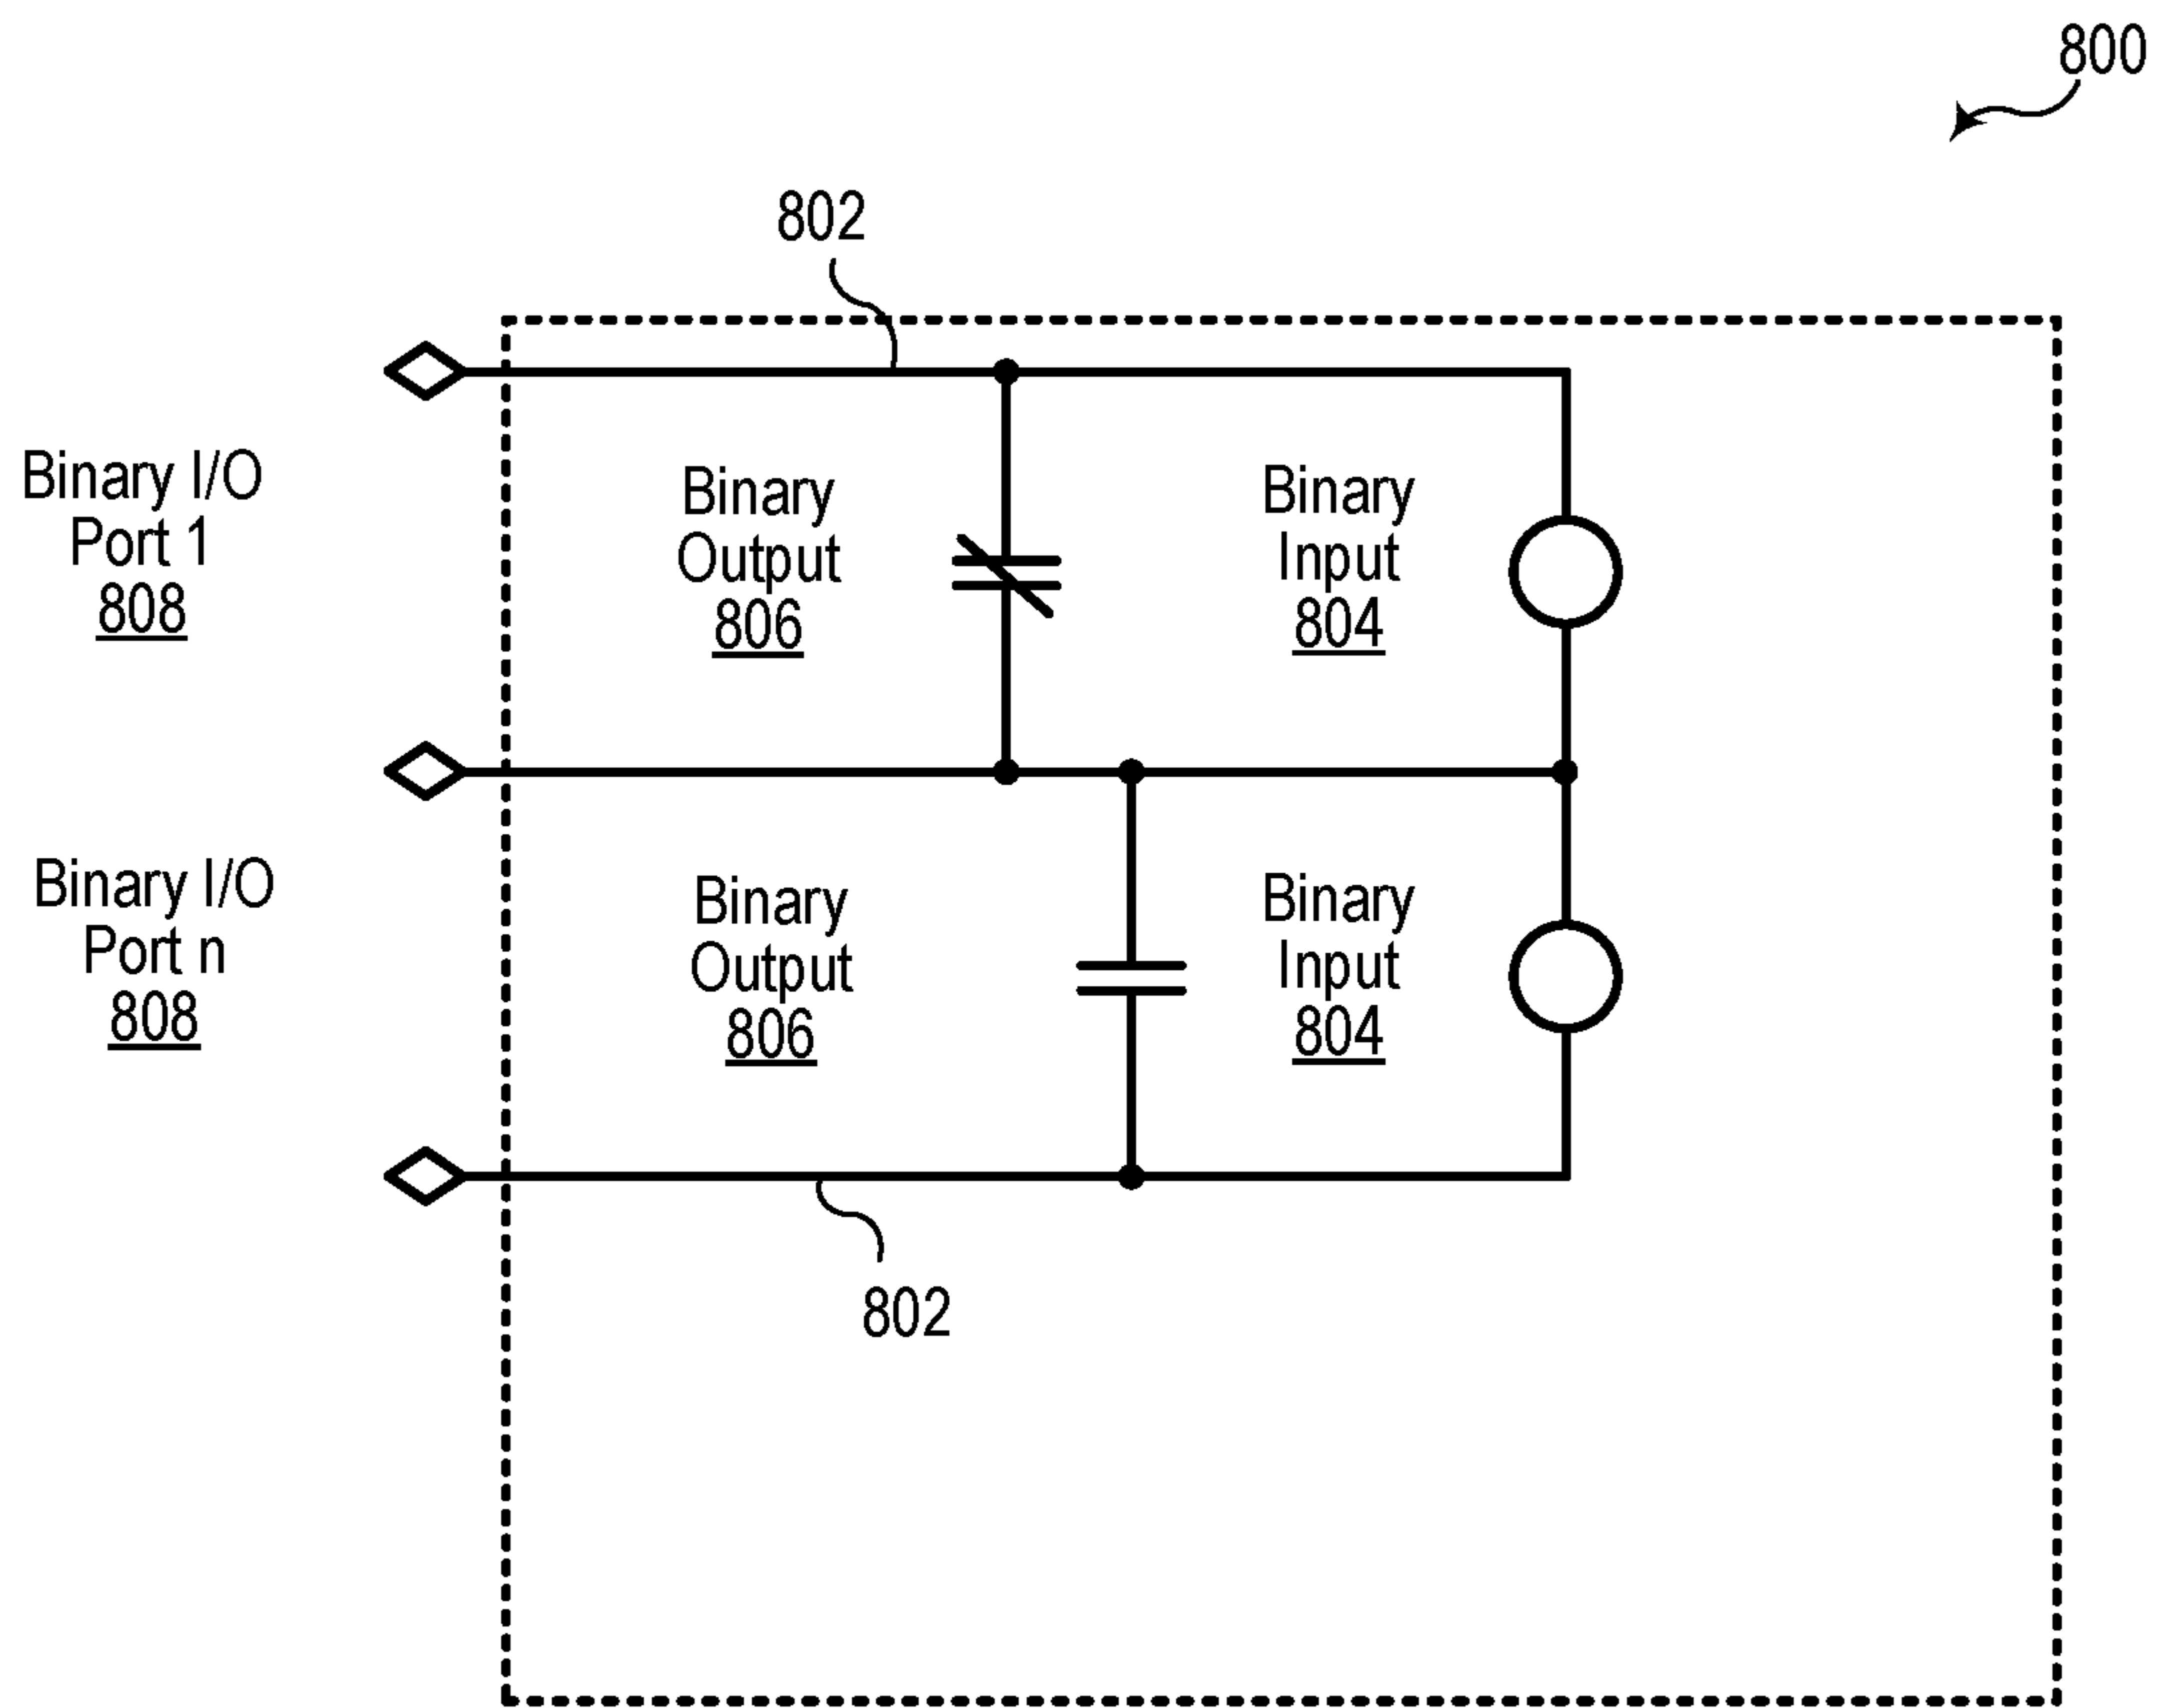 800
802
Binary I/O
Port 1
808
Binary
Output
806
Binary
Input
804
Binary I/O
Port n
808
Binary
Output
806
Binary
Input
804
802